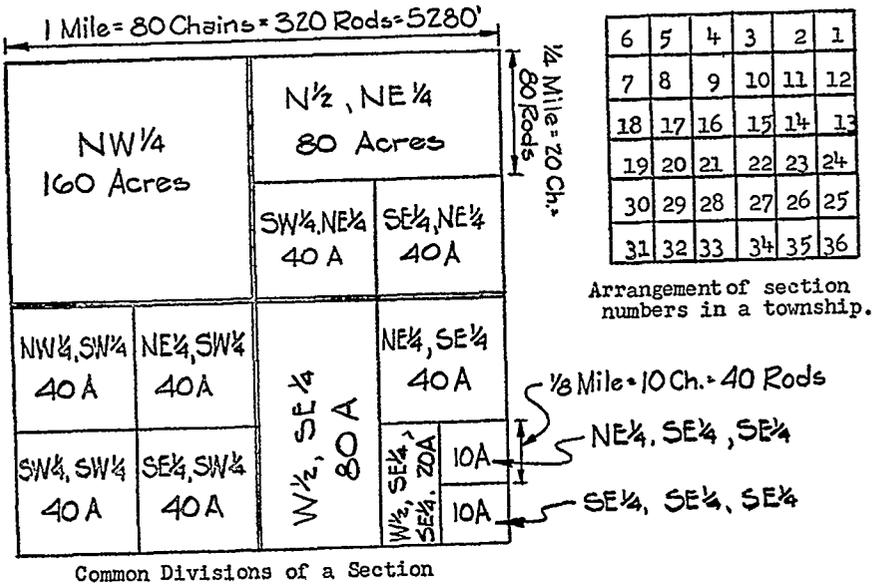 1 Mile = 80 Chains = 320 Rods = 5280'
NW¼
160 Acres
N½, NE¼
80 Acres
¼ Mile = 20 Ch. =
80 Rods
SW¼, NE¼
40 A
SE¼, NE¼
40 A
NW¼, SW¼
40 A
NE¼, SW¼
40 A
SW¼, SW¼
40 A
SE¼, SW¼
40 A
W½, SE¼
80 A
NE¼, SE¼
40 A
W½, SE¼,
SE¼, 20A
10A
10A
⅛ Mile = 10 Ch. = 40 Rods
NE¼, SE¼, SE¼
SE¼, SE¼, SE¼
Common Divisions of a Section
6 5 4 3 2 1
7 8 9 10 11 12
18 17 16 15 14 13
19 20 21 22 23 24
30 29 28 27 26 25
31 32 33 34 35 36
Arrangement of section
numbers in a township.